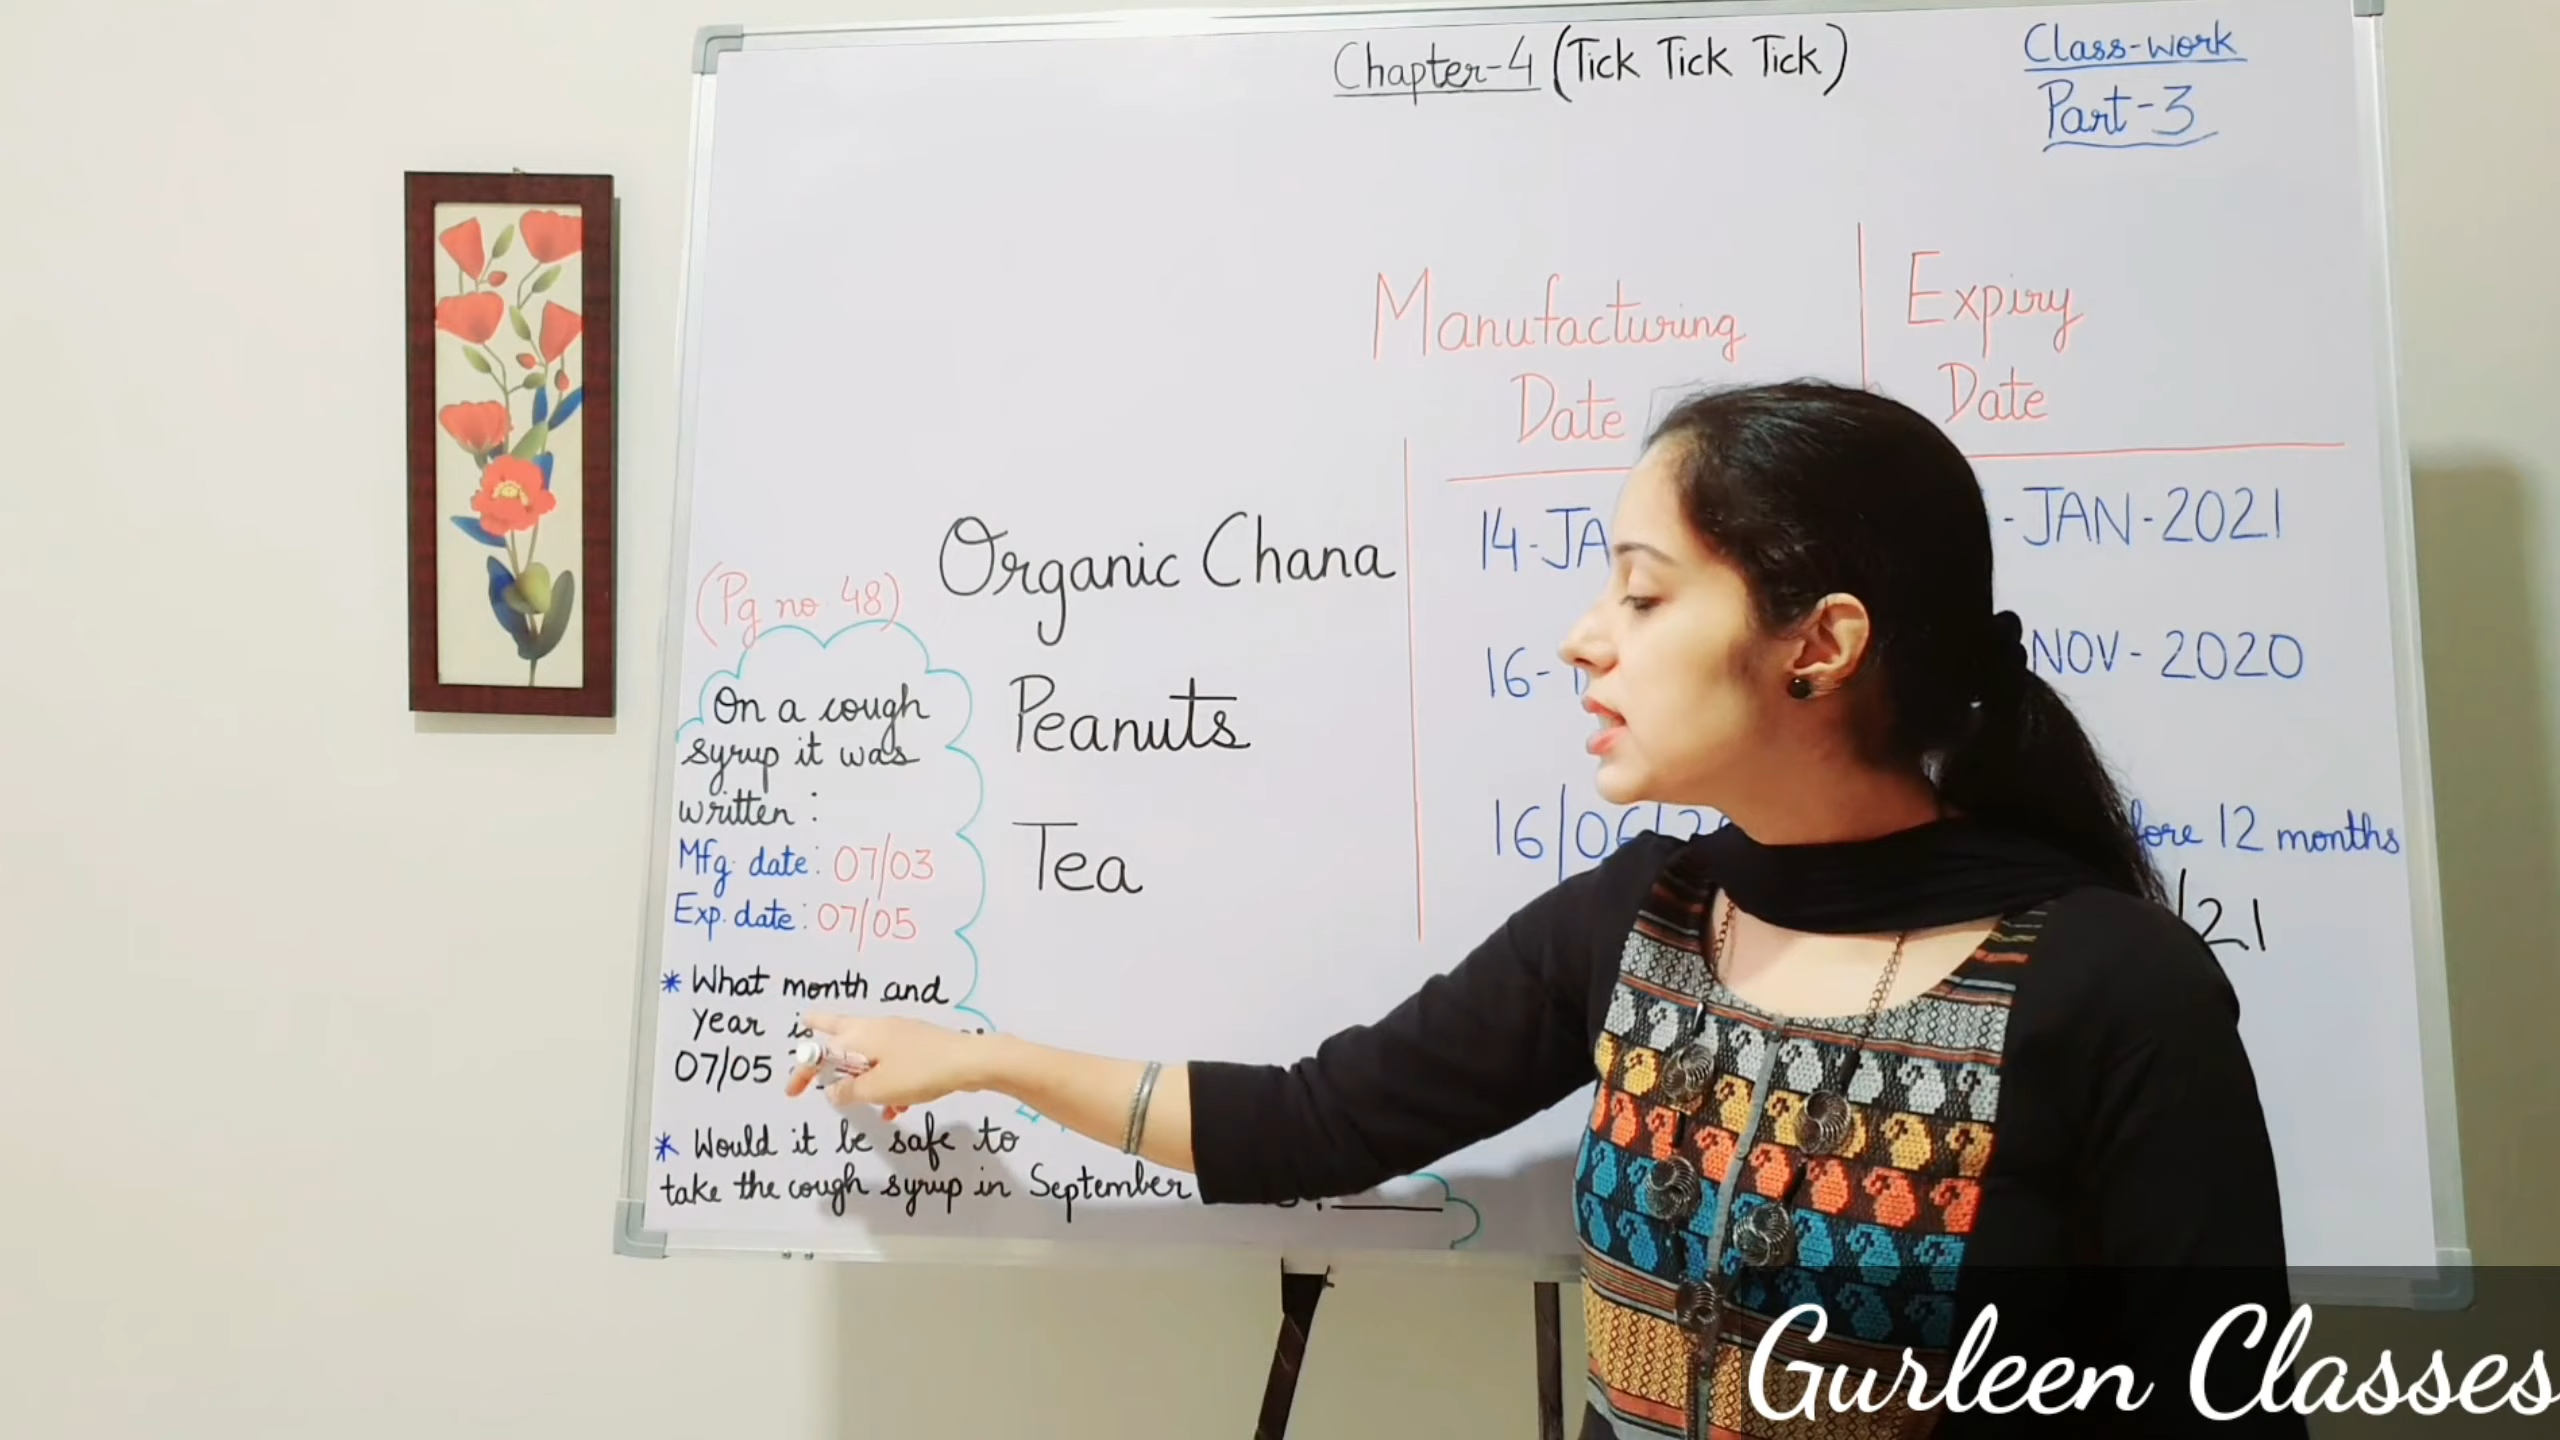 Chapter-4 (Tick Tick Tick)
Class-work
Part-3
Manufacturing
Date
Expiry
Date
Organic Chana
14-JA
-JAN-2021
Peanuts
16-
NOV-2020
Tea
16/06/2
12 months
/21
(Pg no. 48)
On a cough
syrup it was
written :
Mfg. date: 07/03
Exp. date: 07/05
* What month and
year is
07/05 ?
* Would it be safe to
take the cough syrup in September
Gurleen Classes